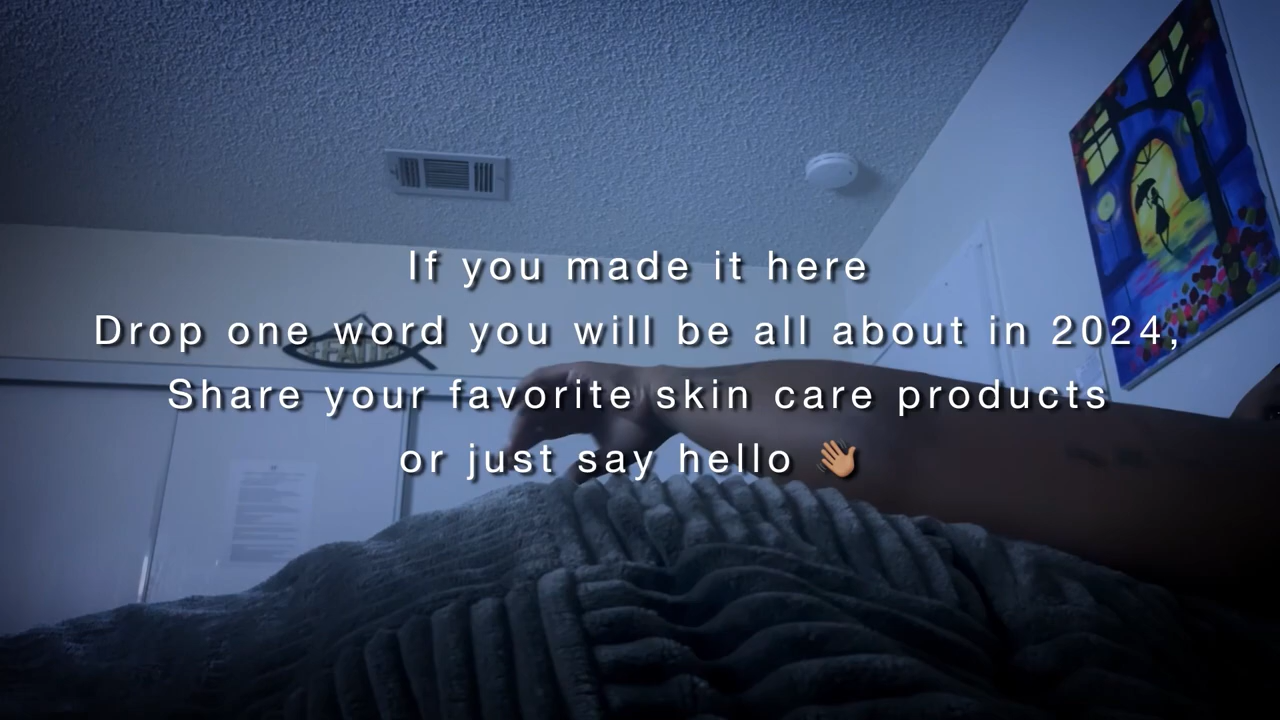 If you made it here
Drop one word you will be all about in 2024,
FAITH
Share your favorite skin care products
or just say hello 👋🏽